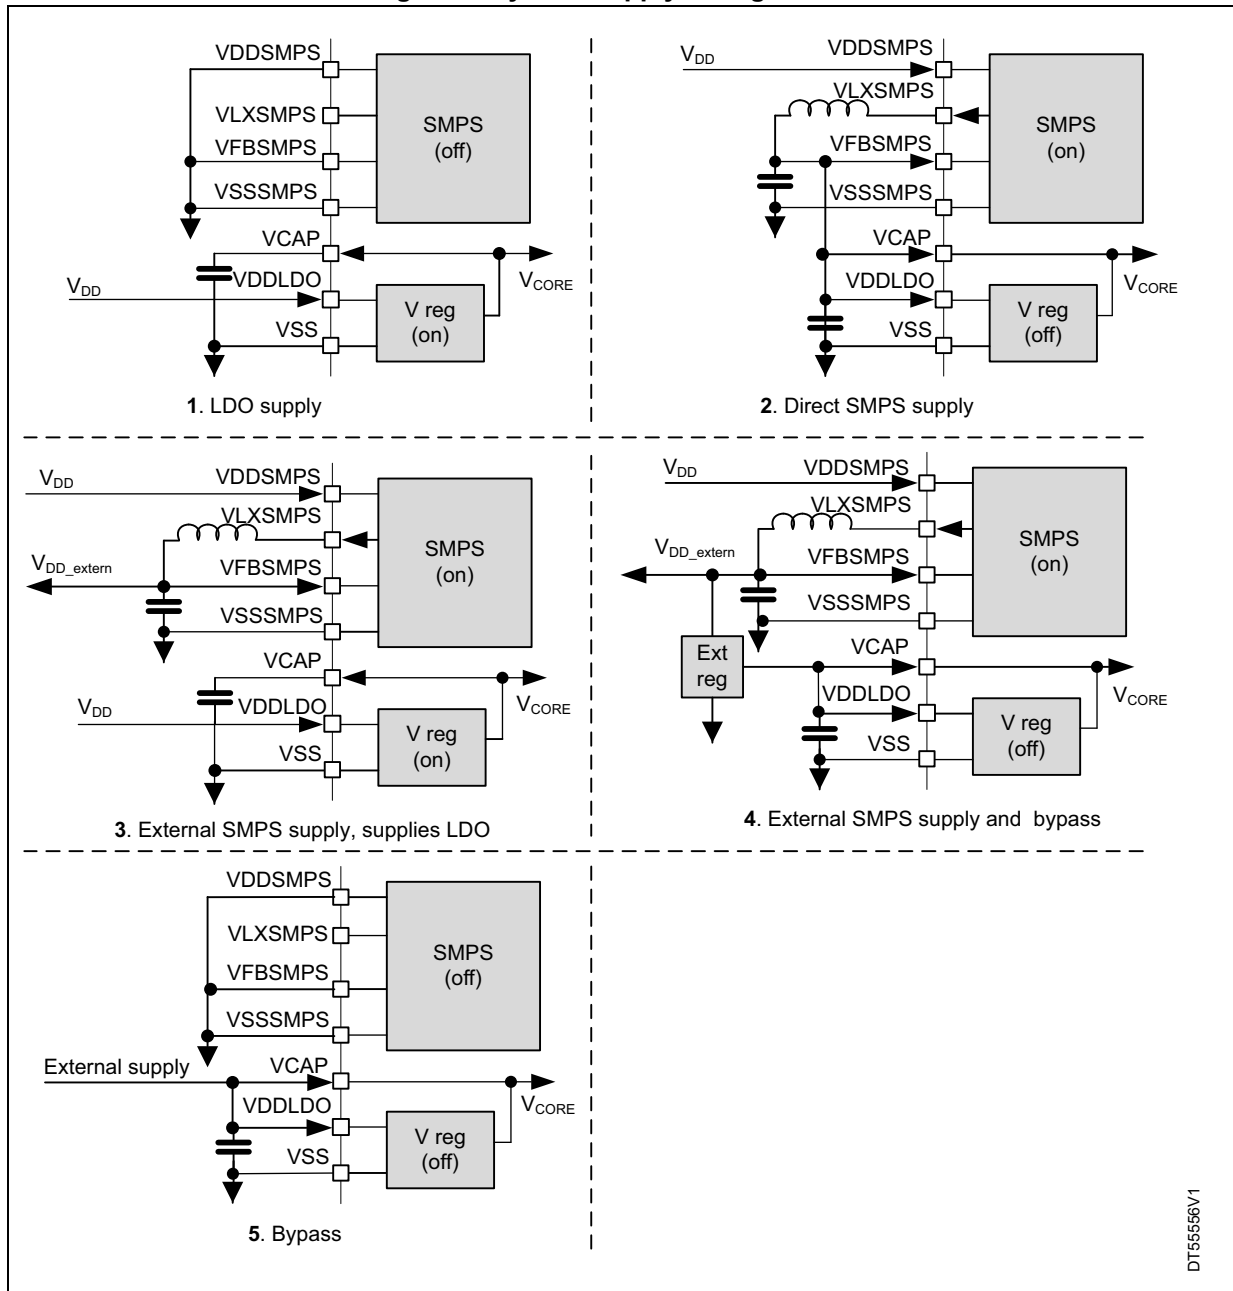 VDDSMPS
VLXSMPS
VFBSMPS
VSSSMPS
SMPS
(off)
VCAP
VDD
VDDLDO
VSS
V reg
(on)
VCORE
1. LDO supply
VDD
VDDSMPS
VLXSMPS
VFBSMPS
VSSSMPS
SMPS
(on)
VCAP
VDDLDO
VSS
V reg
(off)
VCORE
2. Direct SMPS supply
VDD
VDDSMPS
VLXSMPS
VDD_extern
VFBSMPS
VSSSMPS
SMPS
(on)
VCAP
VDD
VDDLDO
VSS
V reg
(on)
VCORE
3. External SMPS supply, supplies LDO
VDD
VDDSMPS
VLXSMPS
VDD_extern
VFBSMPS
VSSSMPS
SMPS
(on)
Ext
reg
VCAP
VDDLDO
VSS
V reg
(off)
VCORE
4. External SMPS supply and bypass
VDDSMPS
VLXSMPS
VFBSMPS
VSSSMPS
SMPS
(off)
External supply
VCAP
VDDLDO
VSS
V reg
(off)
VCORE
5. Bypass
DT55556V1